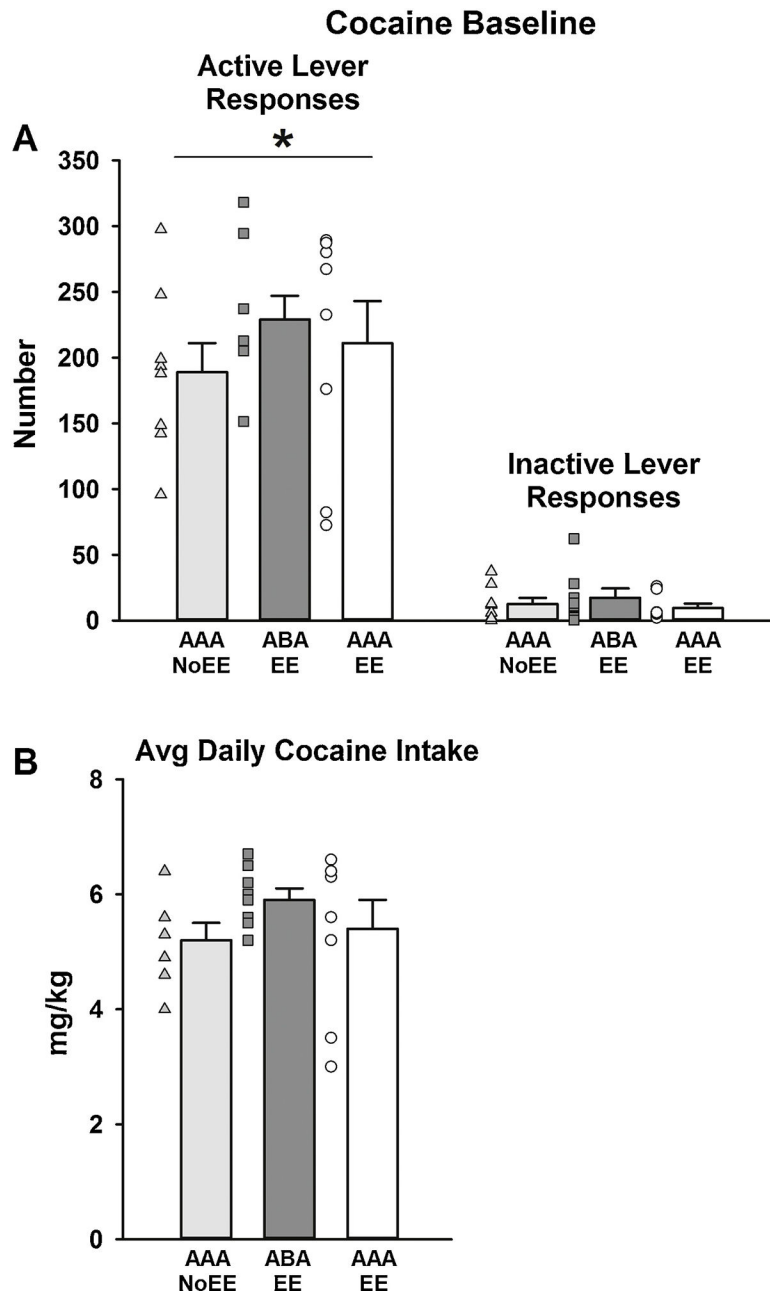 Cocaine Baseline
Active Lever
Responses
A
*
350
300
250
200
150
100
50
0
Number
Inactive Lever
Responses
AAA ABA AAA AAA ABA AAA
NoEE EE EE NoEE EE EE
B
Avg Daily Cocaine Intake
8
6
4
2
0
mg/kg
AAA ABA AAA
NoEE EE EE